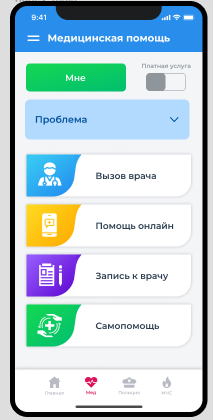 9:41
Медицинская помощь
Платная услуга
Мне
Проблема
Вызов врача
Помощь онлайн
Запись к врачу
Самопомощь
Главная
Мед
Полиция
МЧС